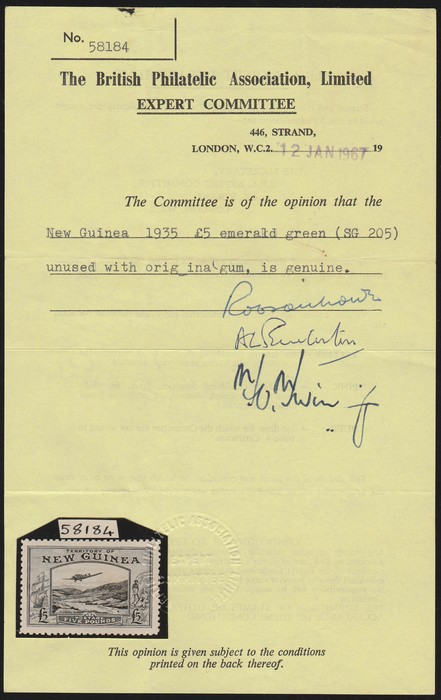 No. 58184
The British Philatelic Association, Limited
EXPERT COMMITTEE
446, STRAND,
LONDON, W.C.2. 12 JAN 1967 19
The Committee is of the opinion that the
New Guinea 1935 £5 emerald green (SG 205)
unused with orig inal gum, is genuine.
58184
TERRITORY OF
NEW GUINEA
£5 FIVE POUNDS £5
This opinion is given subject to the conditions
printed on the back thereof.